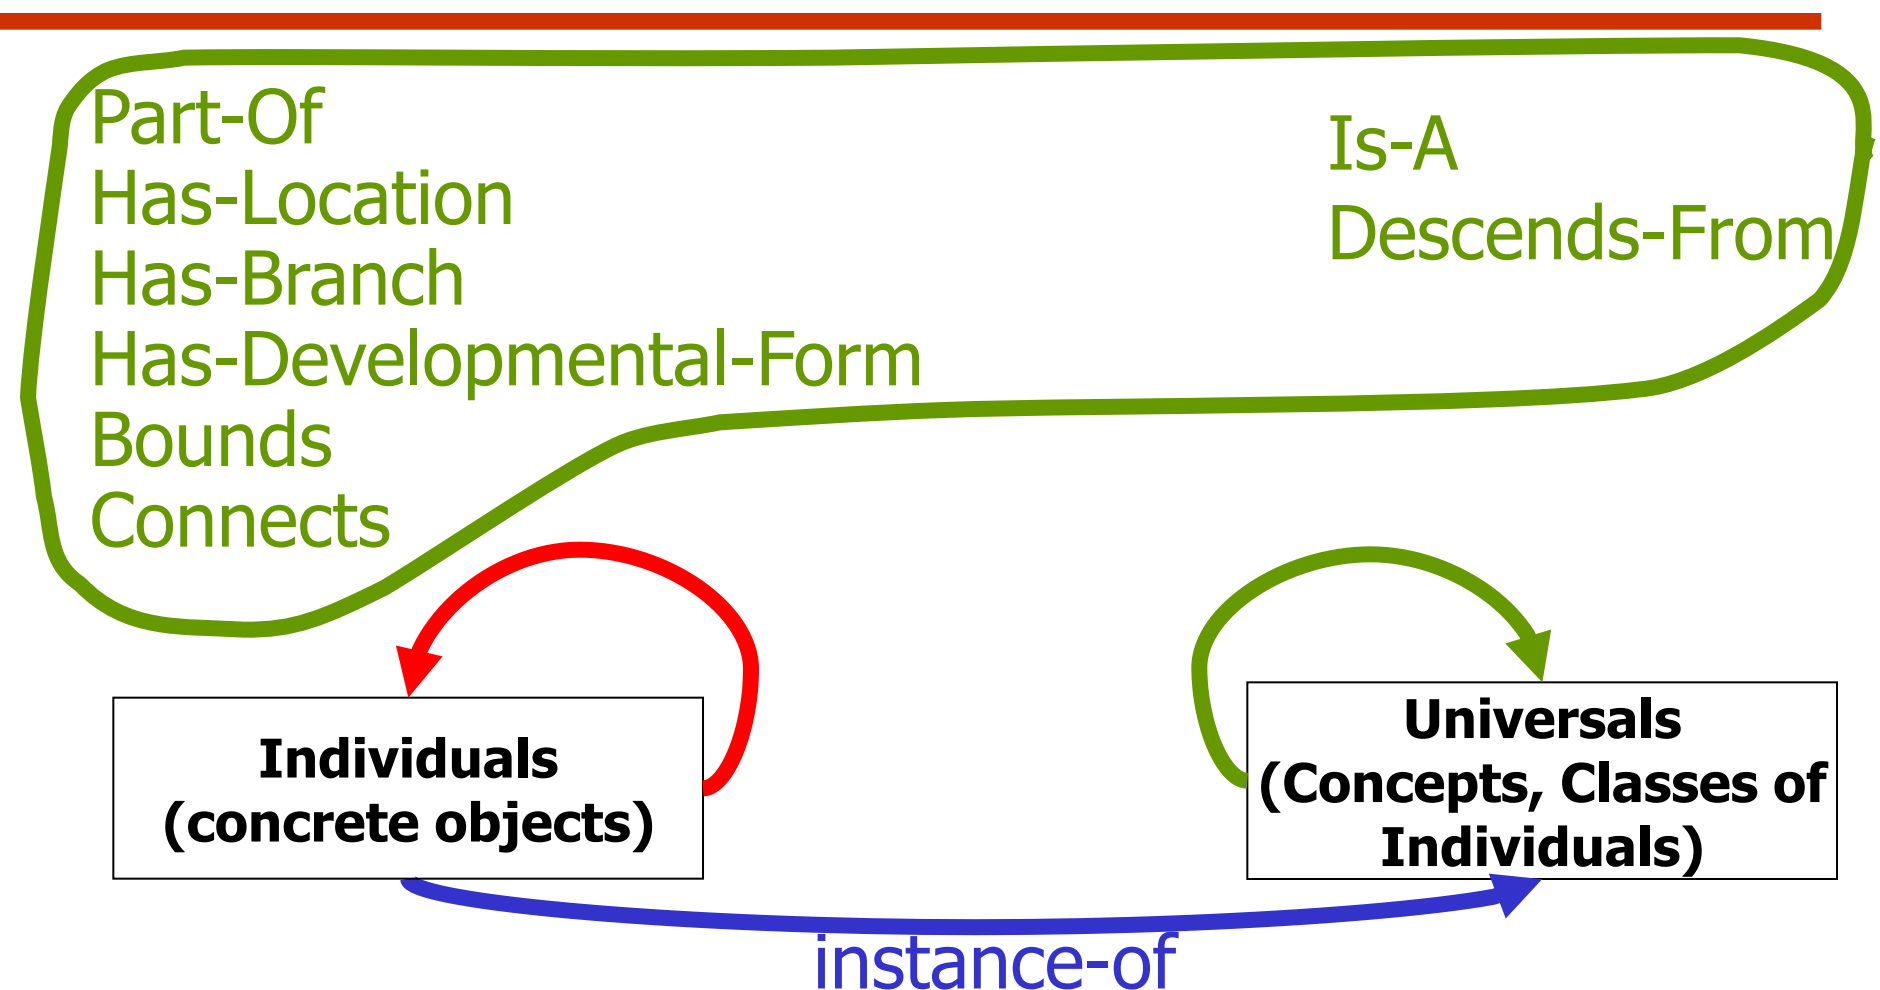 Part-Of
Has-Location
Has-Branch
Has-Developmental-Form
Bounds
Connects
Is-A
Descends-From
Individuals
(concrete objects)
Universals
(Concepts, Classes of
Individuals)
instance-of